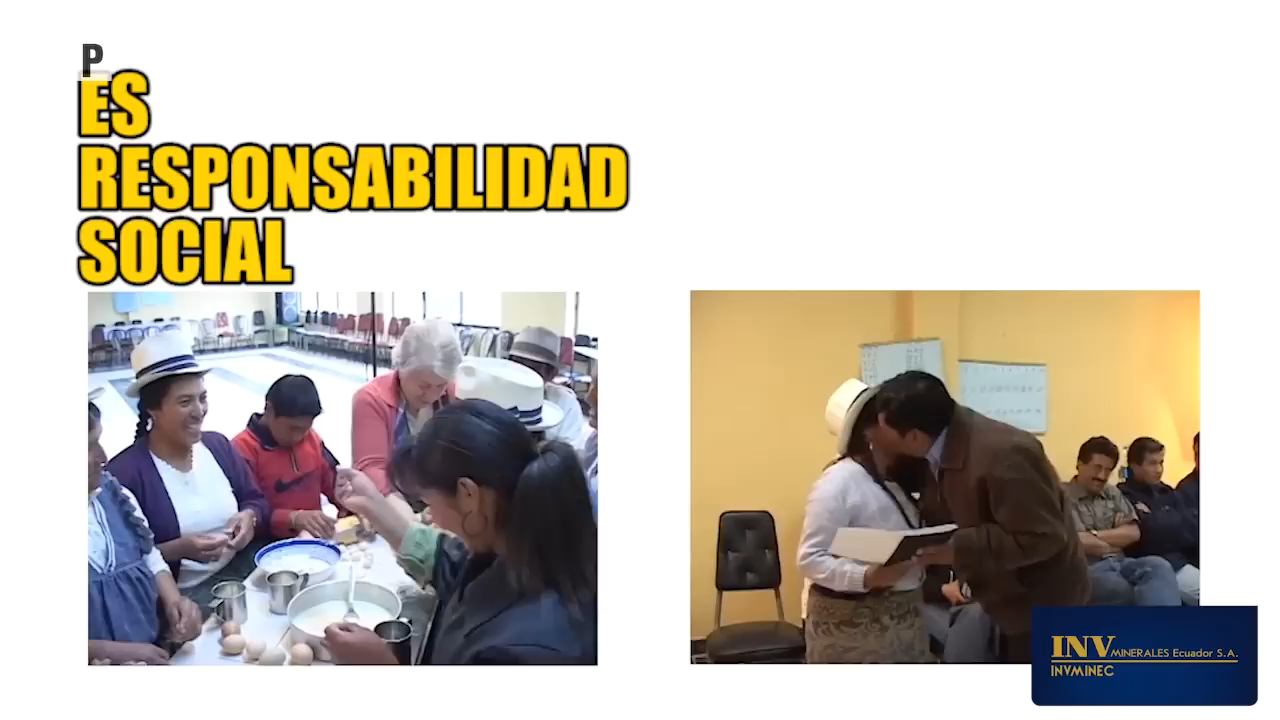 P
ES
RESPONSABILIDAD
SOCIAL
INV MINERALES Ecuador S.A.
INVMINEC